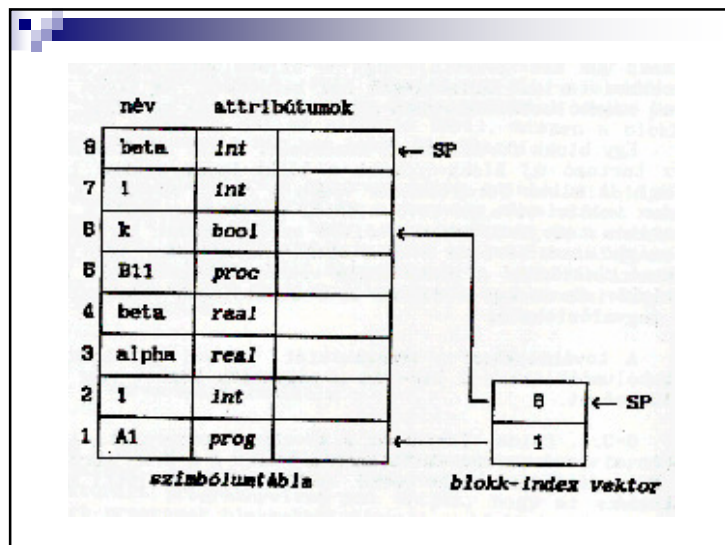 név attribútumok
8 beta int ← SP
7 l int
6 k bool
5 B11 proc
4 beta real
3 alpha real
2 l int
6 ← SP
1 A1 prog
1
szimbólumtábla blokk-index vektor